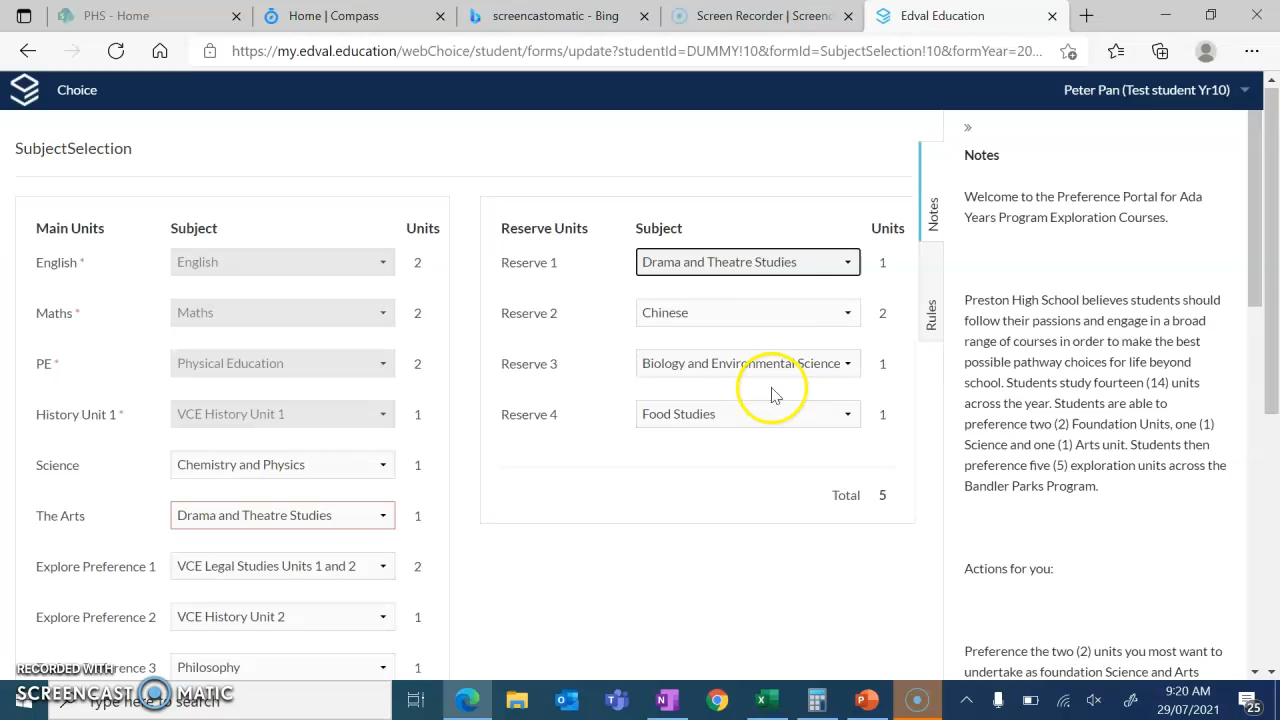 PHS - Home
Home | Compass
screencastomatic - Bing
Screen Recorder | Screenc
Edval Education
https://my.edval.education/webChoice/student/forms/update?studentId=DUMMY!10&formId=SubjectSelection!10&formYear=20...
Choice
Peter Pan (Test student Yr10)
SubjectSelection
Main Units Subject Units
English * English 2
Maths * Maths 2
PE * Physical Education 2
History Unit 1 * VCE History Unit 1 1
Science Chemistry and Physics 1
The Arts Drama and Theatre Studies 1
Explore Preference 1 VCE Legal Studies Units 1 and 2 2
Explore Preference 2 VCE History Unit 2 1
rence 3 Philosophy 1
Reserve Units Subject Units
Reserve 1 Drama and Theatre Studies 1
Reserve 2 Chinese 2
Reserve 3 Biology and Environmental Science 1
Reserve 4 Food Studies 1
Total 5
Notes
Rules
»
Notes
Welcome to the Preference Portal for Ada
Years Program Exploration Courses.
Preston High School believes students should
follow their passions and engage in a broad
range of courses in order to make the best
possible pathway choices for life beyond
school. Students study fourteen (14) units
across the year. Students are able to
preference two (2) Foundation Units, one (1)
Science and one (1) Arts unit. Students then
preference five (5) exploration units across the
Bandler Parks Program.
Actions for you:
Preference the two (2) units you most want to
undertake as foundation Science and Arts
RECORDED WITH
SCREENCAST MATIC
Type here to search
9:20 AM
29/07/2021
25